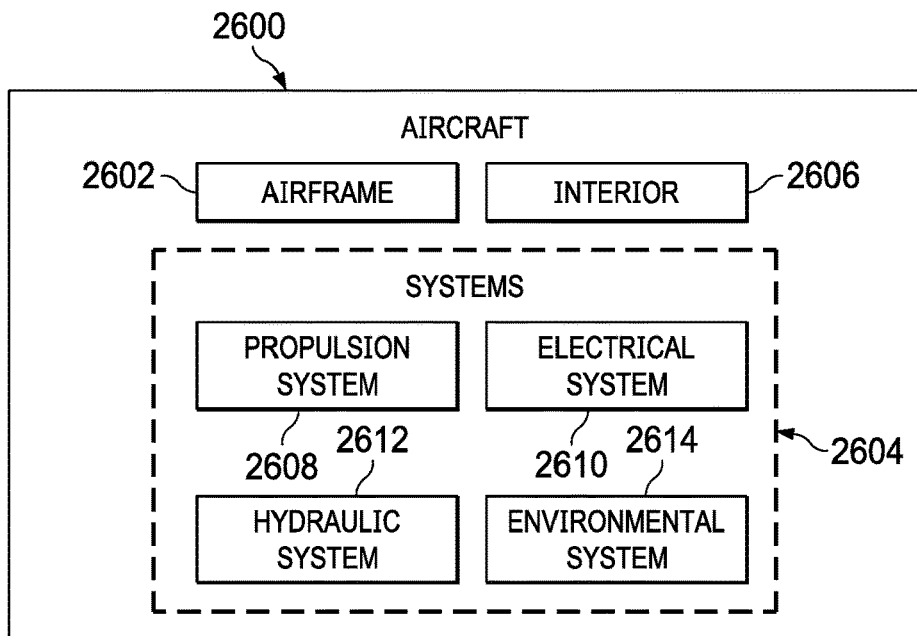 2600
AIRCRAFT
2602
AIRFRAME
INTERIOR
2606
SYSTEMS
PROPULSION
SYSTEM
ELECTRICAL
SYSTEM
2608
2612
2610
2614
2604
HYDRAULIC
SYSTEM
ENVIRONMENTAL
SYSTEM